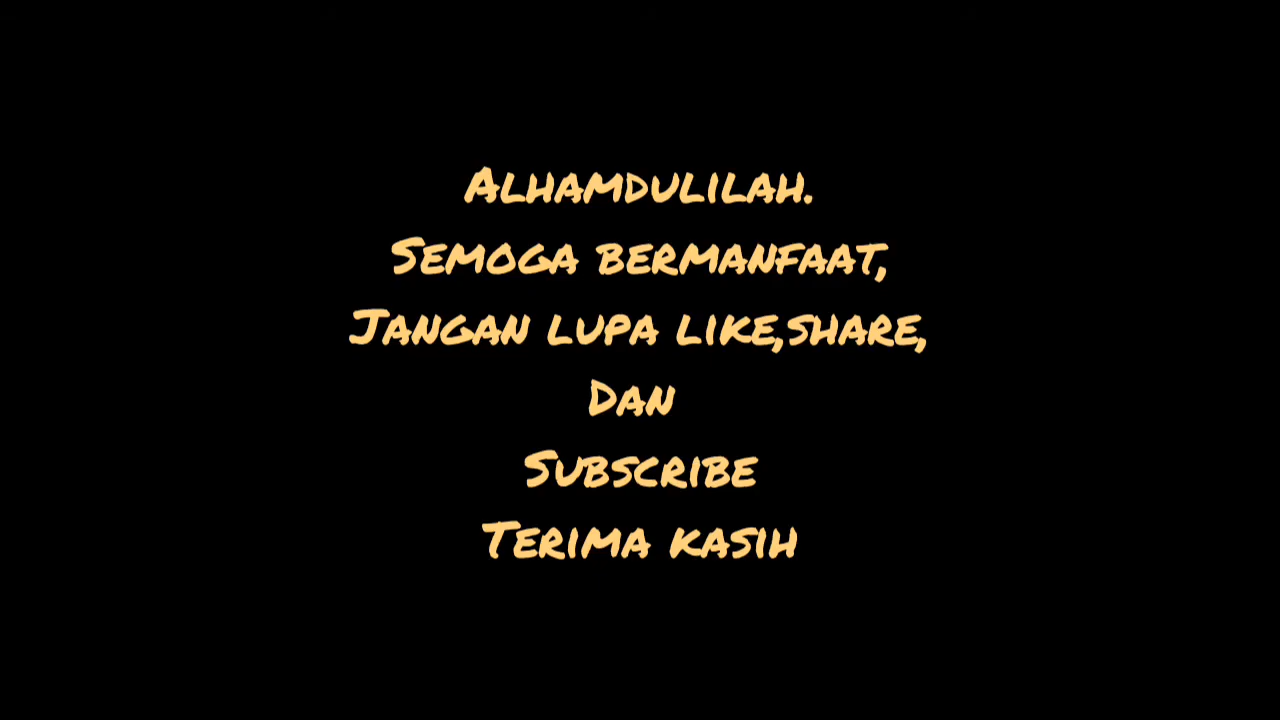 Alhamdulilah.
Semoga bermanfaat,
Jangan lupa like,share,
Dan
Subscribe
Terima kasih